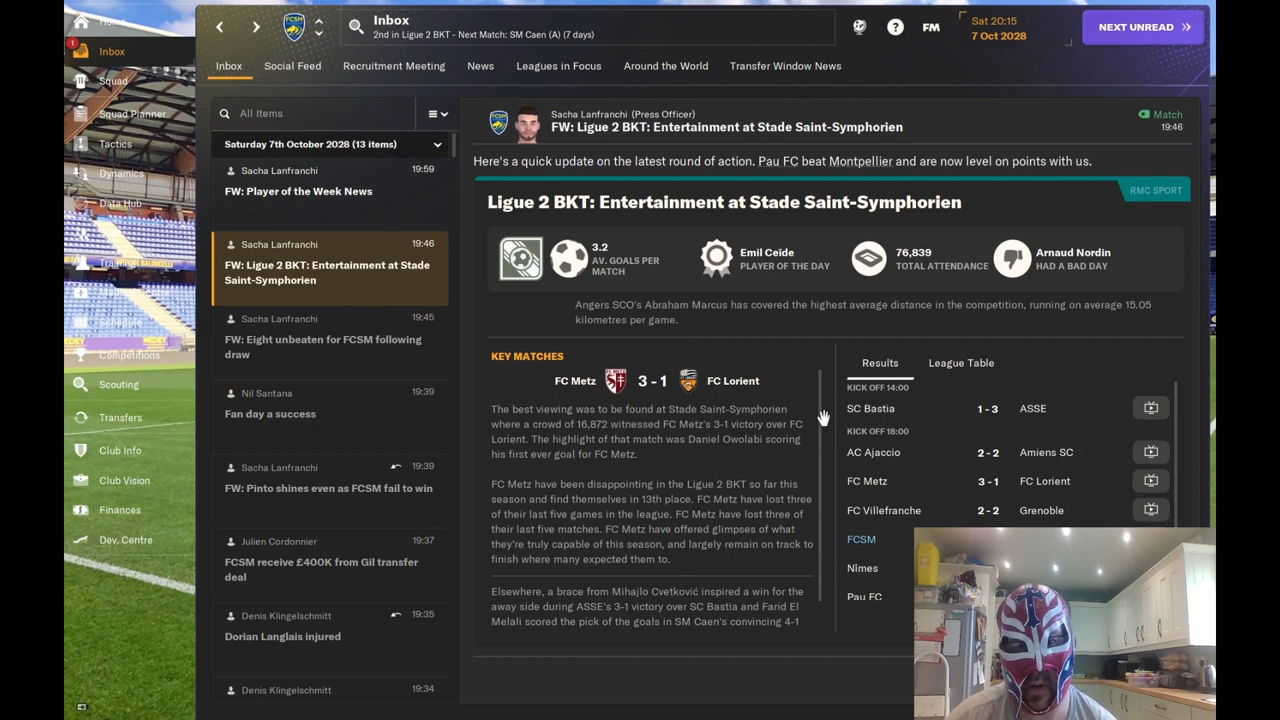 Home
1
Inbox
Squad
Squad Planner
Tactics
Dynamics
Data Hub
Training
Competitions
Scouting
Transfers
Club Info
Club Vision
Finances
Dev. Centre
FCSM
Inbox
2nd in Ligue 2 BKT - Next Match: SM Caen (A) (7 days)
?
FM
Sat 20:15
7 Oct 2028
NEXT UNREAD
Inbox
Social Feed
Recruitment Meeting
News
Leagues in Focus
Around the World
Transfer Window News
All Items
Saturday 7th October 2028 (13 items)
Sacha Lanfranchi 19:59
FW: Player of the Week News
Sacha Lanfranchi 19:46
FW: Ligue 2 BKT: Entertainment at Stade
Saint-Symphorien
Sacha Lanfranchi 19:45
FW: Eight unbeaten for FCSM following
draw
Nil Santana 19:39
Fan day a success
Sacha Lanfranchi 19:39
FW: Pinto shines even as FCSM fail to win
Julien Cordonnier 19:37
FCSM receive £400K from Gil transfer
deal
Denis Klingelschmitt 19:35
Dorian Langlais injured
Denis Klingelschmitt 19:34
Sacha Lanfranchi (Press Officer)
FW: Ligue 2 BKT: Entertainment at Stade Saint-Symphorien
Match
19:46
Here's a quick update on the latest round of action. Pau FC beat Montpellier and are now level on points with us.
RMC SPORT
Ligue 2 BKT: Entertainment at Stade Saint-Symphorien
3.2
AV. GOALS PER
MATCH
Emil Ceïde
PLAYER OF THE DAY
76,839
TOTAL ATTENDANCE
Arnaud Nordin
HAD A BAD DAY
Angers SCO's Abraham Marcus has covered the highest average distance in the competition, running on average 15.05
kilometres per game.
KEY MATCHES
FC Metz 3 - 1 FC Lorient
The best viewing was to be found at Stade Saint-Symphorien
where a crowd of 16,872 witnessed FC Metz's 3-1 victory over FC
Lorient. The highlight of that match was Daniel Owolabi scoring
his first ever goal for FC Metz.
FC Metz have been disappointing in the Ligue 2 BKT so far this
season and find themselves in 13th place. FC Metz have lost three
of their last five games in the league. FC Metz have lost three of
their last five matches. FC Metz have offered glimpses of what
they're truly capable of this season, and largely remain on track to
finish where many expected them to.
Elsewhere, a brace from Mihajlo Cvetković inspired a win for the
away side during ASSE's 3-1 victory over SC Bastia and Farid El
Melali scored the pick of the goals in SM Caen's convincing 4-1
Results
League Table
KICK OFF 14:00
SC Bastia 1 - 3 ASSE
KICK OFF 18:00
AC Ajaccio 2 - 2 Amiens SC
FC Metz 3 - 1 FC Lorient
FC Villefranche 2 - 2 Grenoble
FCSM
Nîmes
Pau FC